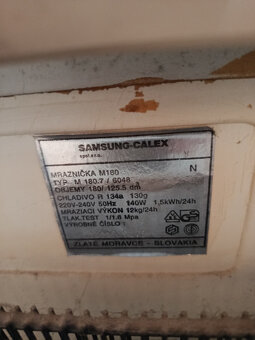 SAMSUNG-CALEX
spol.s.r.o.
MRAZNIČKA M180
N
TYP M 180.7 / 6048
OBJEMY 180/ 125.5 dm
CHLADIVO R 134a 130g
220V-240V 50Hz 140W 1,5kWh/24h
MRAZIACI VÝKON 12kg/24h
TLAK.TEST 1/1.8 Mpa
VÝROBNÉ ČÍSLO
ZLATÉ MORAVCE - SLOVAKIA